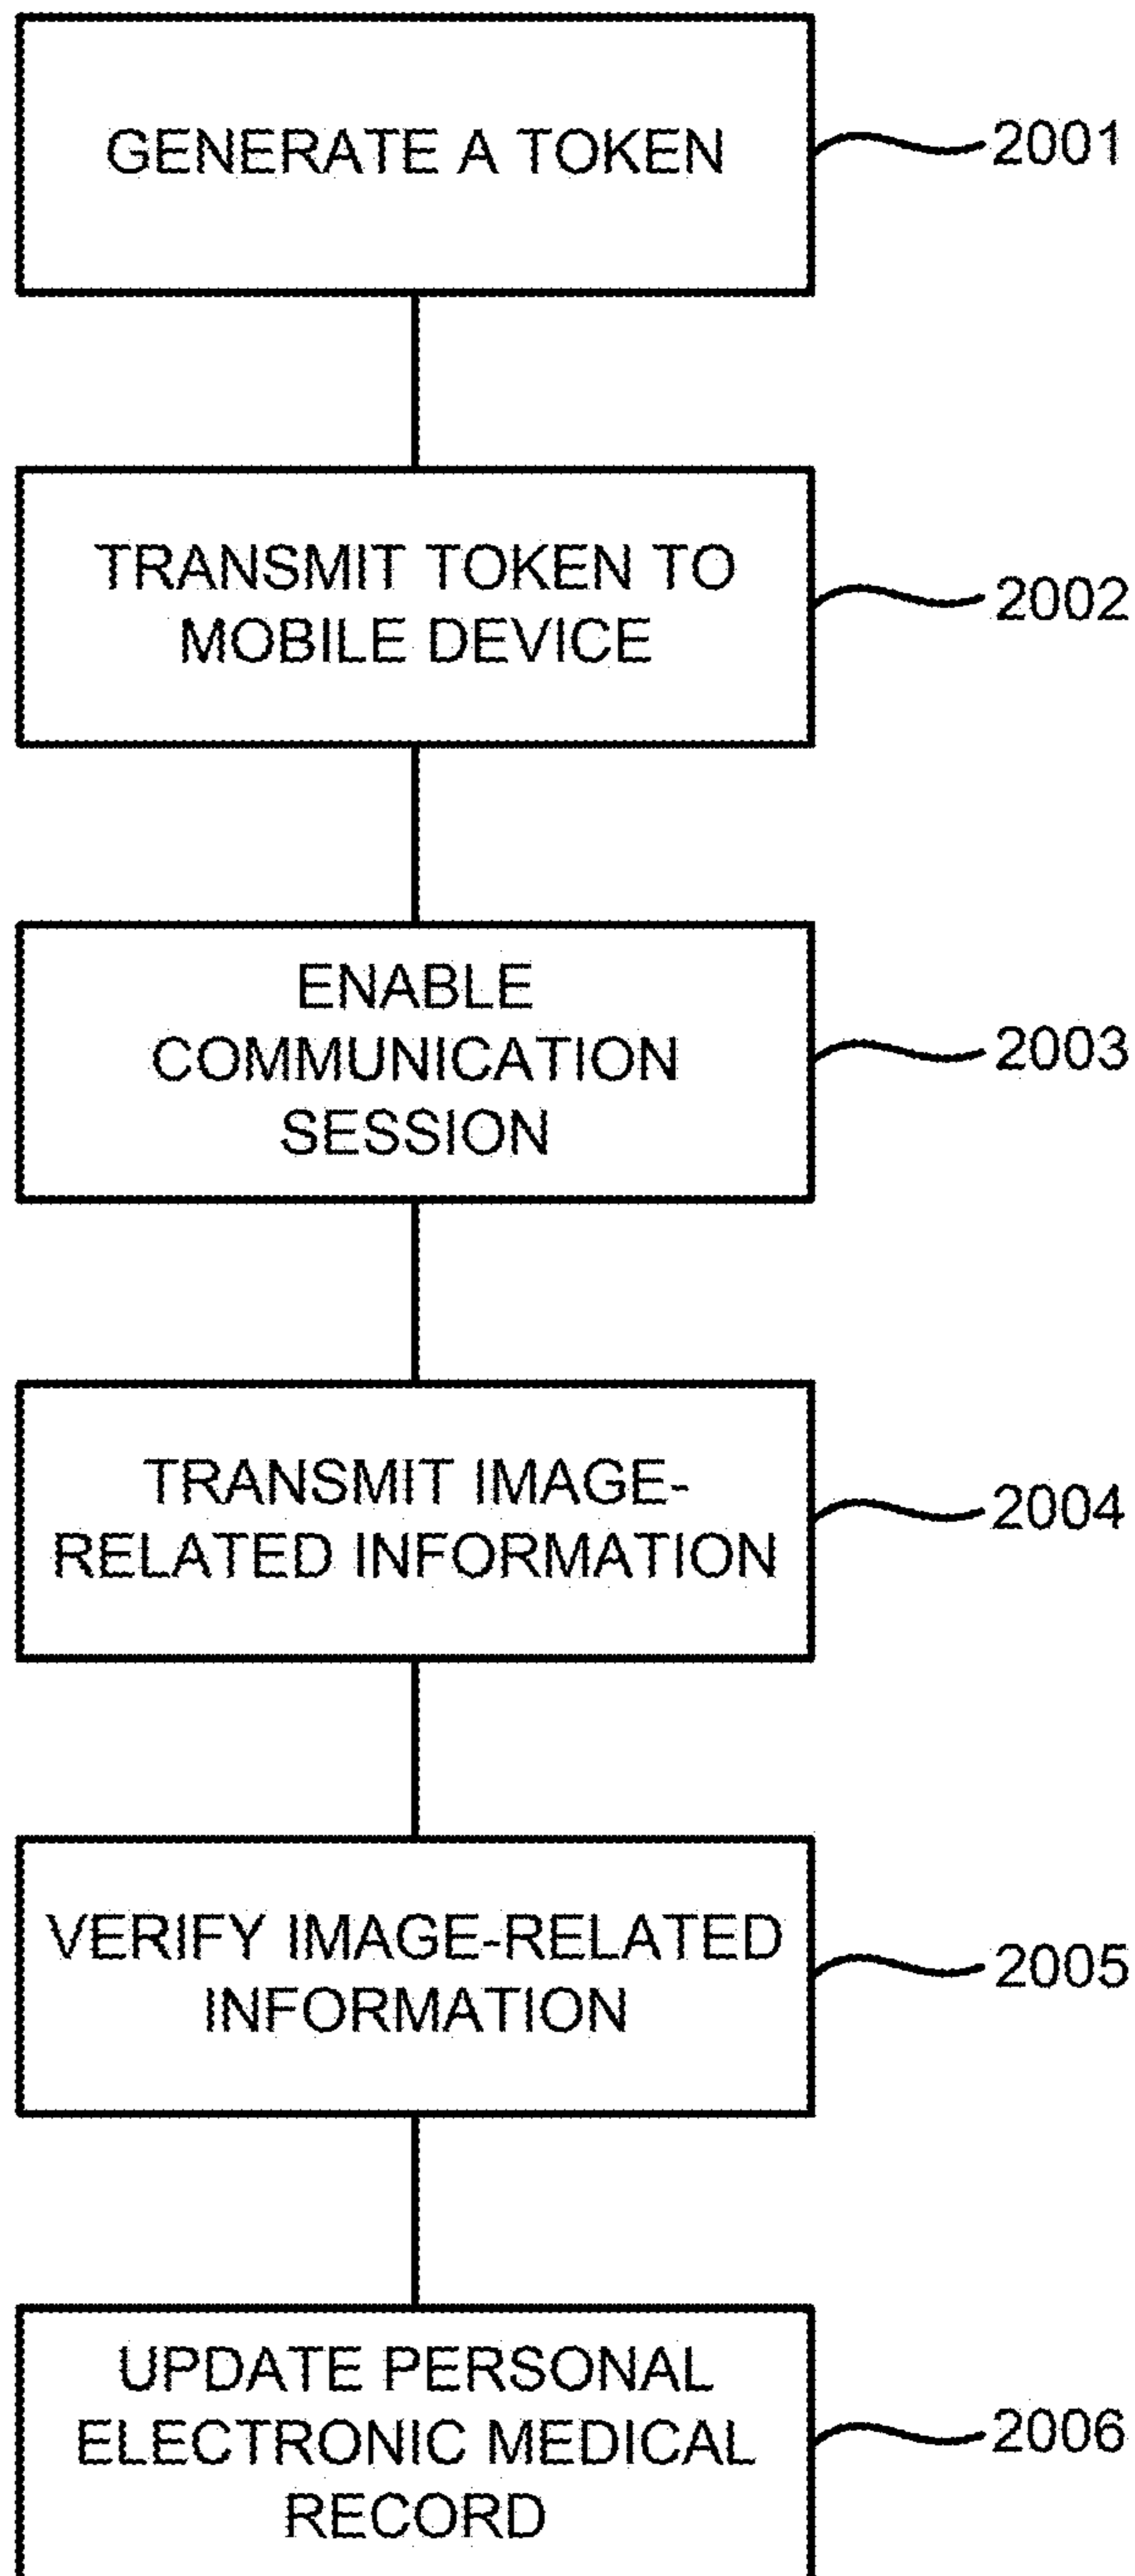 GENERATE A TOKEN
2001
TRANSMIT TOKEN TO
MOBILE DEVICE
2002
ENABLE
COMMUNICATION
SESSION
2003
TRANSMIT IMAGE-
RELATED INFORMATION
2004
VERIFY IMAGE-RELATED
INFORMATION
2005
UPDATE PERSONAL
ELECTRONIC MEDICAL
RECORD
2006